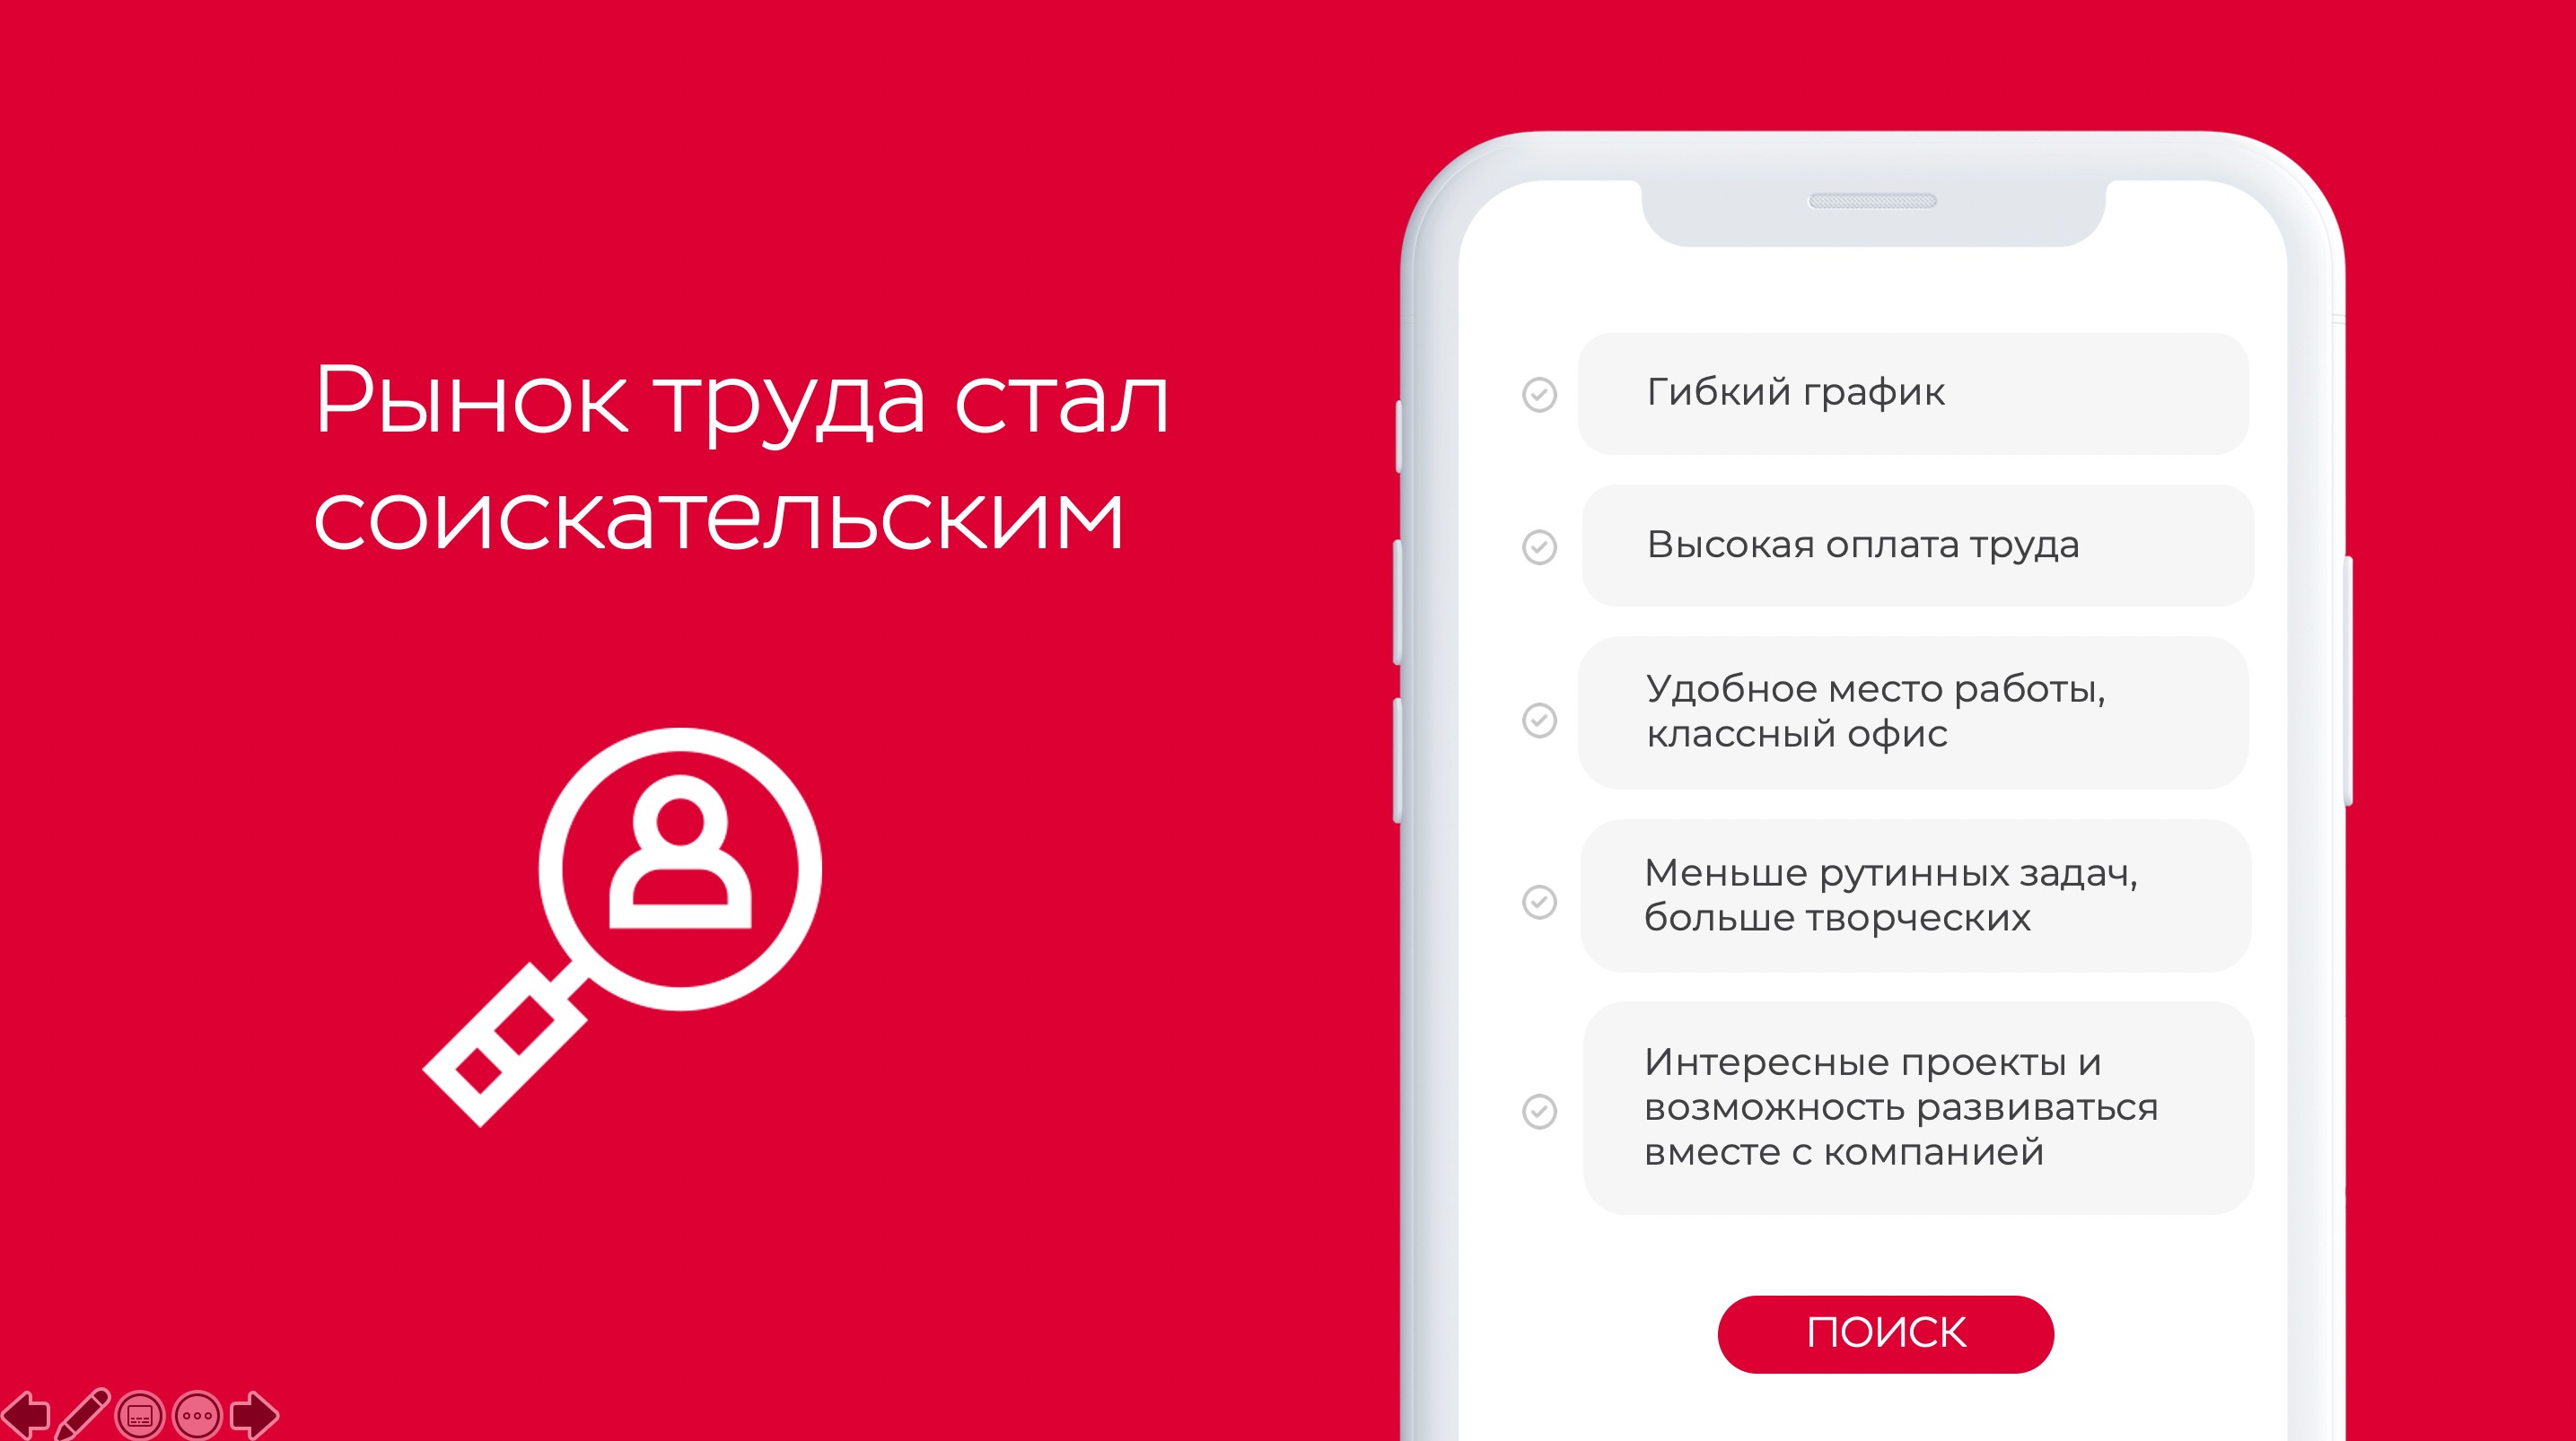 Рынок труда стал
соискательским
Гибкий график
Высокая оплата труда
Удобное место работы,
классный офис
Меньше рутинных задач,
больше творческих
Интересные проекты и
возможность развиваться
вместе с компанией
ПОИСК